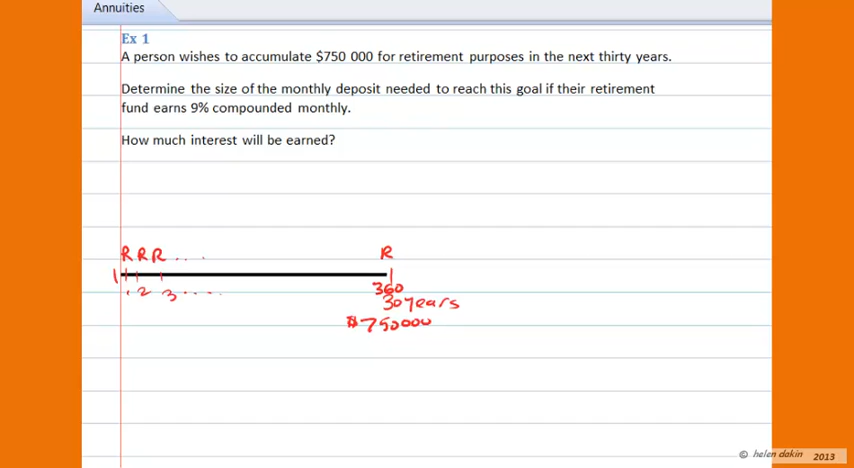 Annuities
Ex 1
A person wishes to accumulate $750 000 for retirement purposes in the next thirty years.
Determine the size of the monthly deposit needed to reach this goal if their retirement
fund earns 9% compounded monthly.
How much interest will be earned?
R R R .... R
1 2 3 ..... 360
30 years
$750000
© helen dakin 2013